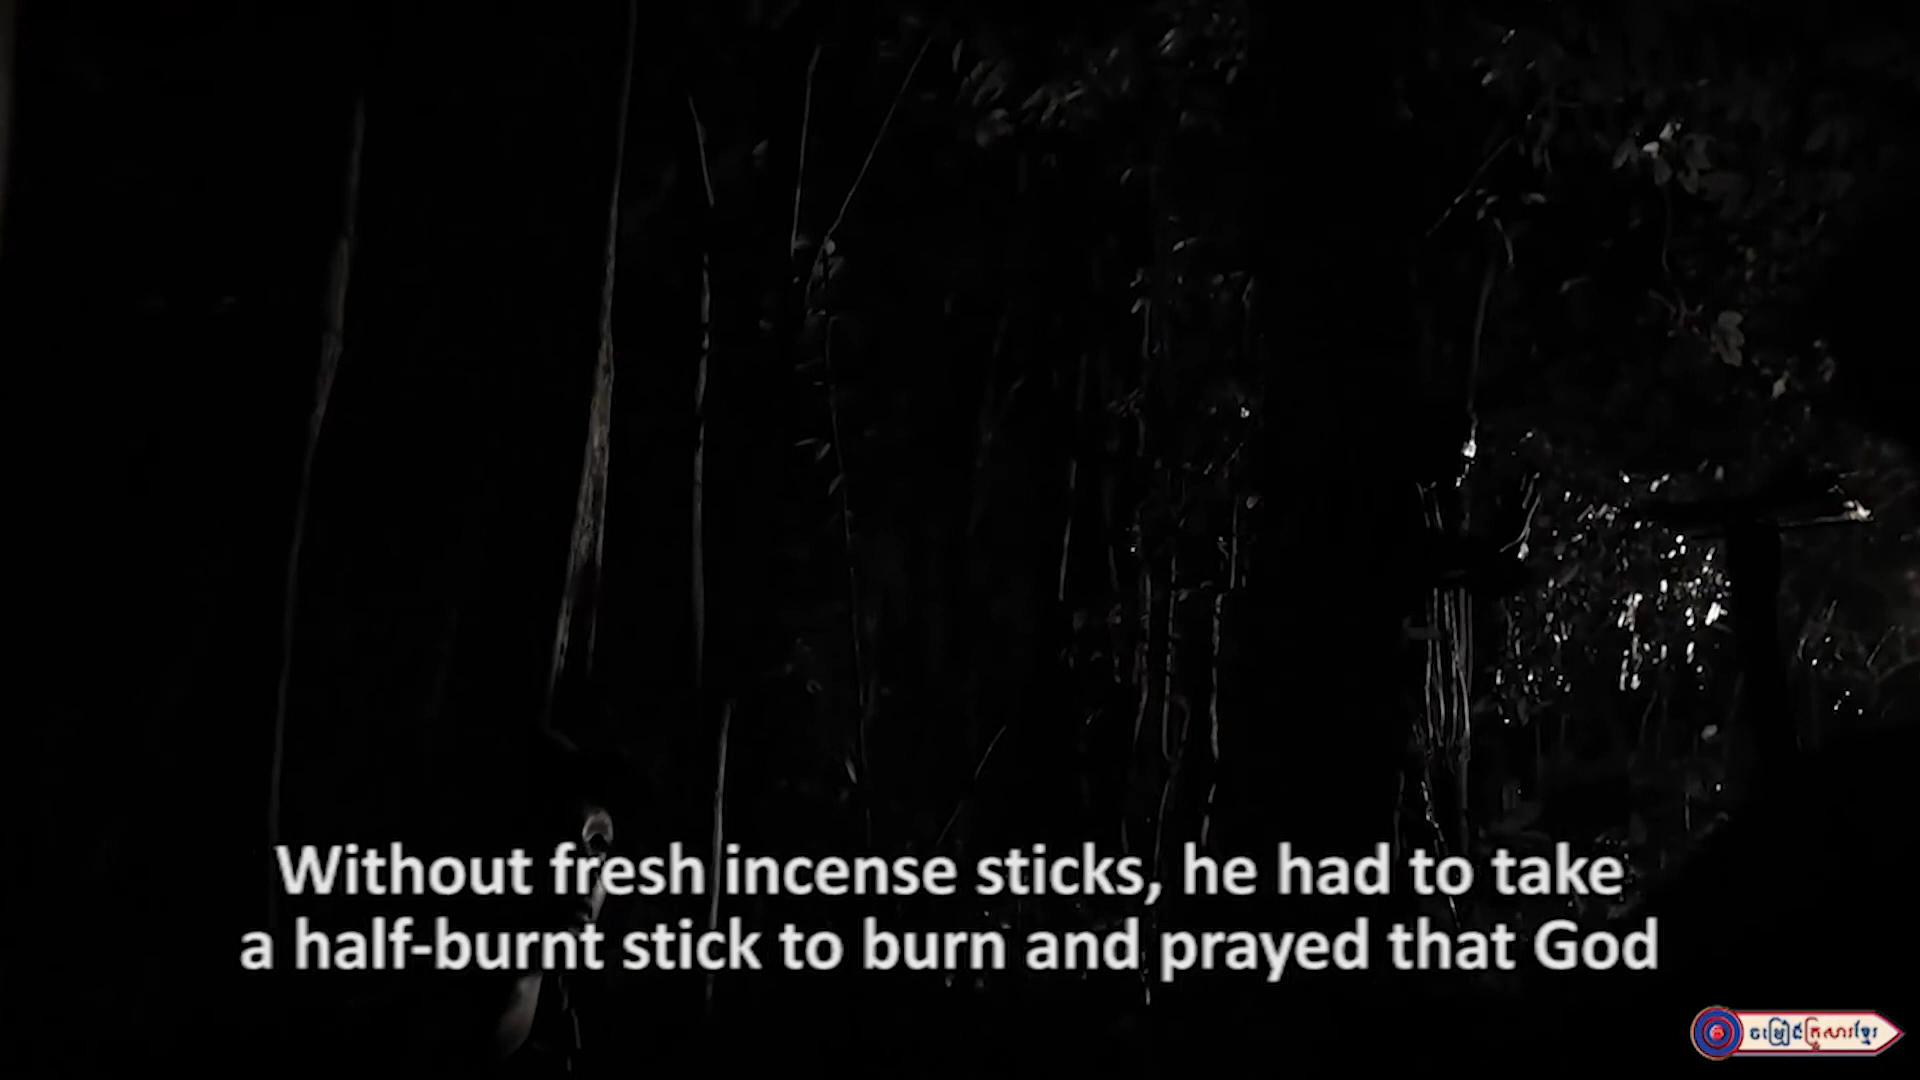 Without fresh incense sticks, he had to take
a half-burnt stick to burn and prayed that God